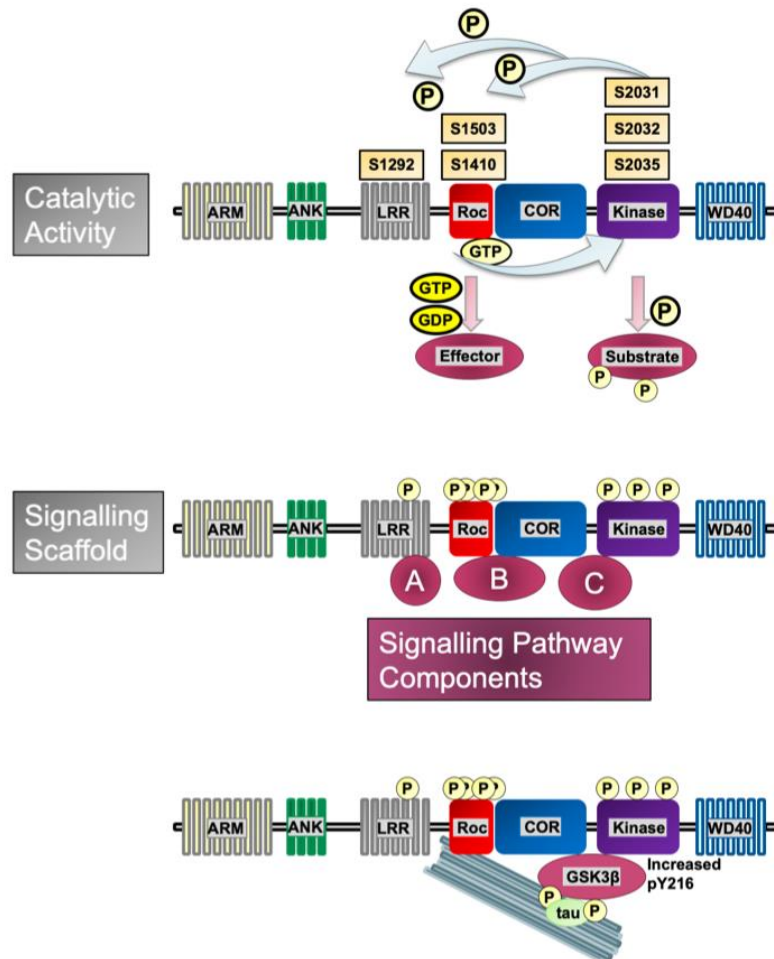 P
P
P
S2031
S1503
S2032
S1292
S1410
S2035
Catalytic
Activity
ARM
ANK
LRR
Roc
COR
Kinase
WD40
GTP
GTP
GDP
P
Effector
Substrate
P
P
Signalling
Scaffold
P
P
P
P
P
P
P
P
ARM
ANK
LRR
Roc
COR
Kinase
WD40
A
B
C
Signalling Pathway
Components
P
P
P
P
P
P
P
P
ARM
ANK
LRR
Roc
COR
Kinase
WD40
GSK3β
Increased
pY216
P
tau
P